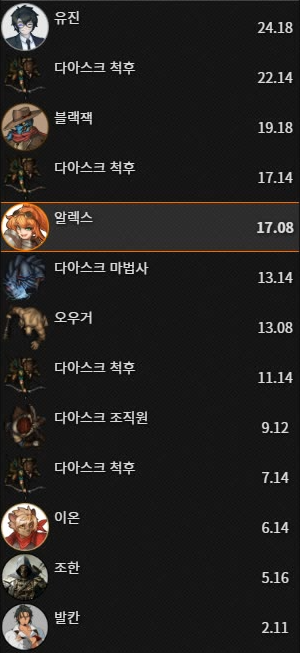 유진
24.18
다아스크 척후
22.14
블랙잭
19.18
다아스크 척후
17.14
알렉스
17.08
다아스크 마법사
13.14
오우거
13.08
다아스크 척후
11.14
다아스크 조직원
9.12
다아스크 척후
7.14
이온
6.14
조한
5.16
발칸
2.11